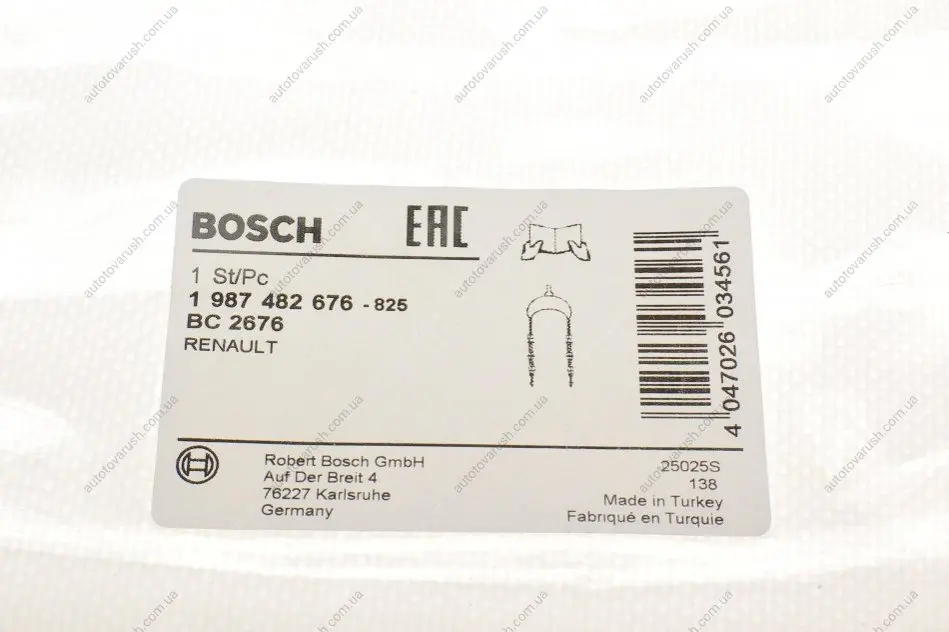 BOSCH
EAC
1 St/Pc
1 987 482 676 - 825
BC 2676
RENAULT
4 047026 034561
Robert Bosch GmbH
Auf Der Breit 4
76227 Karlsruhe
Germany
25025S
138
Made in Turkey
Fabriqué en Turquie
autotovarush.com.ua